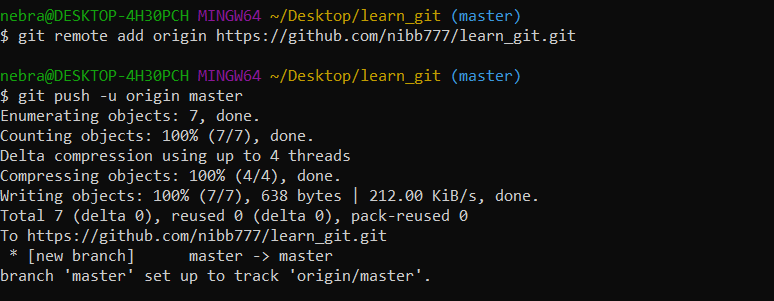 nebra@DESKTOP-4H30PCH MINGW64 ~/Desktop/learn_git (master)
$ git remote add origin https://github.com/nibb777/learn_git.git
nebra@DESKTOP-4H30PCH MINGW64 ~/Desktop/learn_git (master)
$ git push -u origin master
Enumerating objects: 7, done.
Counting objects: 100% (7/7), done.
Delta compression using up to 4 threads
Compressing objects: 100% (4/4), done.
Writing objects: 100% (7/7), 638 bytes | 212.00 KiB/s, done.
Total 7 (delta 0), reused 0 (delta 0), pack-reused 0
To https://github.com/nibb777/learn_git.git
 * [new branch]      master -> master
branch 'master' set up to track 'origin/master'.